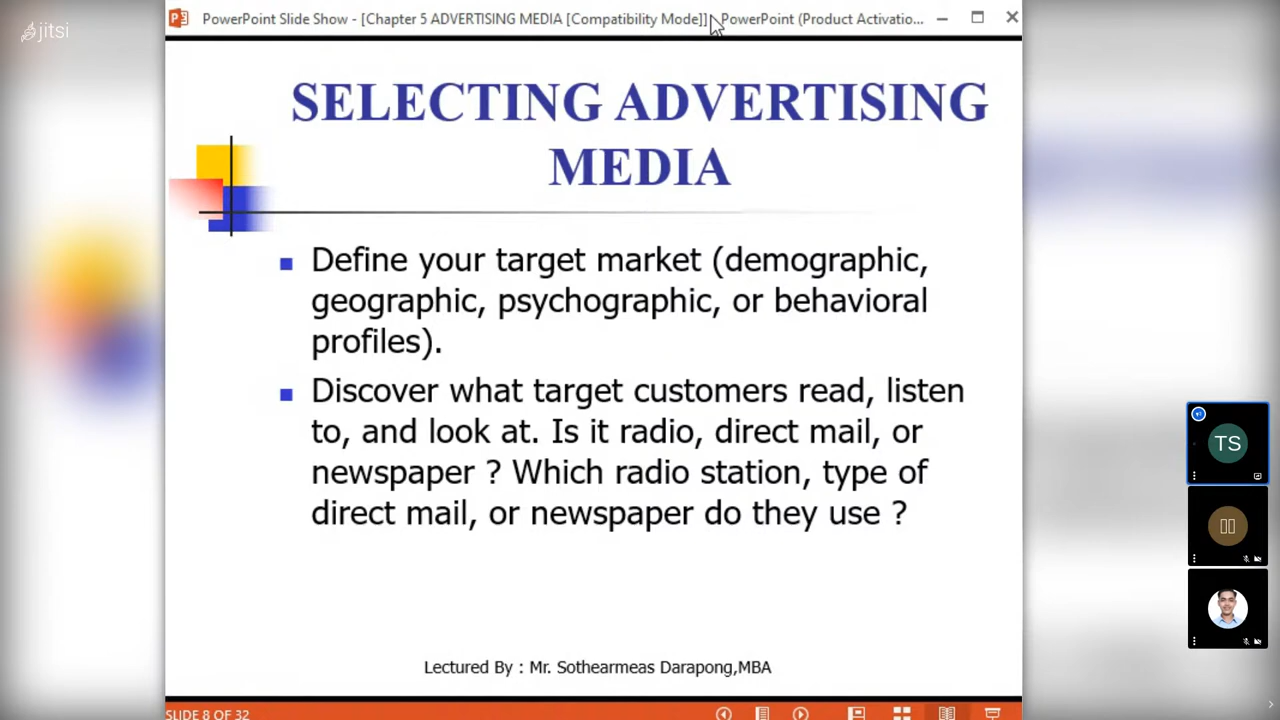 jitsi
PowerPoint Slide Show - [Chapter 5 ADVERTISING MEDIA [Compatibility Mode]] - PowerPoint (Product Activatio...
SELECTING ADVERTISING
MEDIA
Define your target market (demographic,
geographic, psychographic, or behavioral
profiles).
Discover what target customers read, listen
to, and look at. Is it radio, direct mail, or
newspaper ? Which radio station, type of
direct mail, or newspaper do they use ?
TS
Lectured By : Mr. Sothearmeas Darapong,MBA
SLIDE 8 OF 32